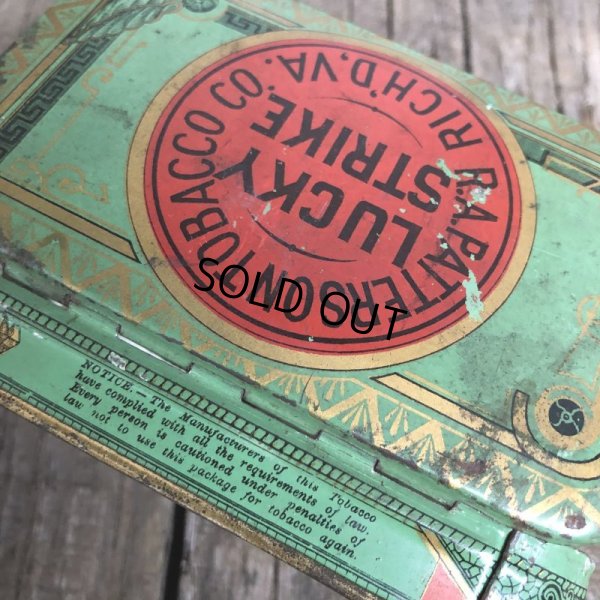 R.A. PATTERSON TOBACCO CO. RICH'D, VA.
LUCKY
STRIKE
SOLD OUT
NOTICE.- The Manufacturers of this Tobacco
have complied with all the requirements of law.
Every person is cautioned under penalties of
law not to use this package for tobacco again.